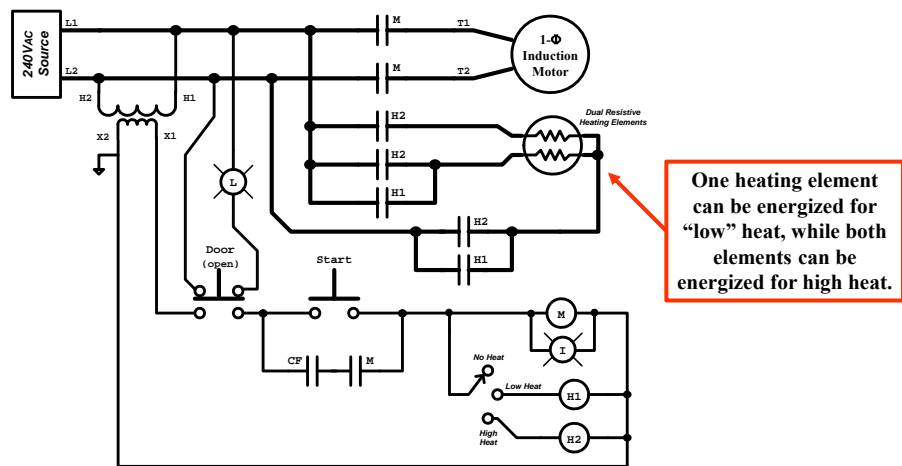 L1
M
T1
240VAC
Source
1-Φ
Induction
Motor
L2
M
T2
H2
H1
X2
X1
H2
Dual Resistive
Heating Elements
H2
H1
L
H2
H1
One heating element
can be energized for
“low” heat, while both
elements can be
energized for high heat.
Door
(open)
Start
M
I
CF
M
No Heat
Low Heat
H1
High
Heat
H2